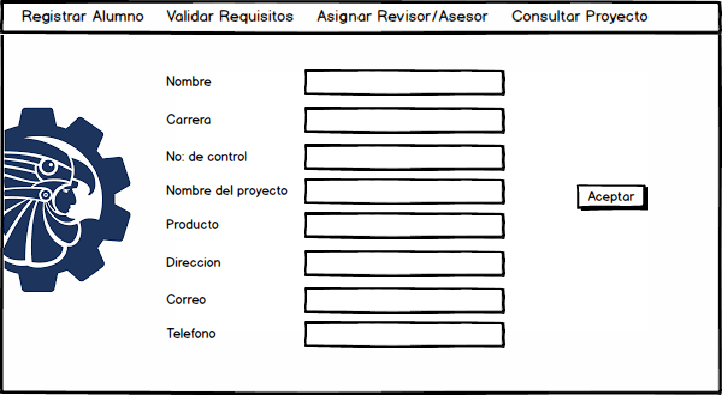 Registrar Alumno Validar Requisitos Asignar Revisor/Asesor Consultar Proyecto
Nombre
Carrera
No: de control
Nombre del proyecto
Aceptar
Producto
Direccion
Correo
Telefono